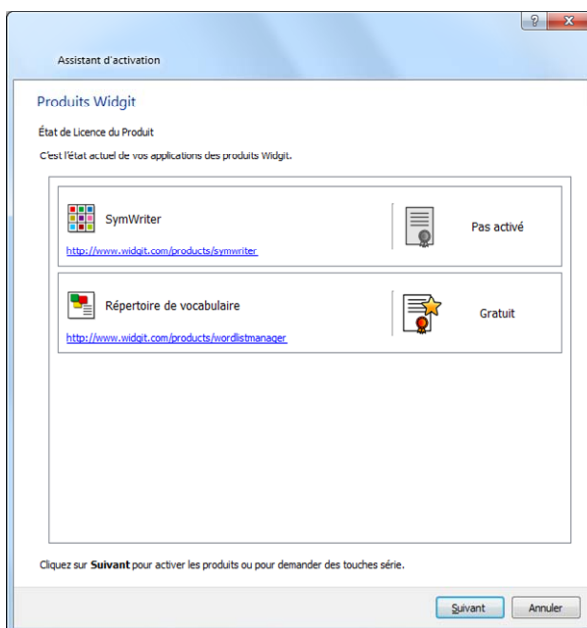 Assistant d'activation
Produits Widgit
État de Licence du Produit
C'est l'état actuel de vos applications des produits Widgit.
SymWriter
Pas activé
http://www.widgit.com/products/symwriter
Répertoire de vocabulaire
Gratuit
http://www.widgit.com/products/wordlistmanager
Cliquez sur Suivant pour activer les produits ou pour demander des touches série.
Suivant
Annuler